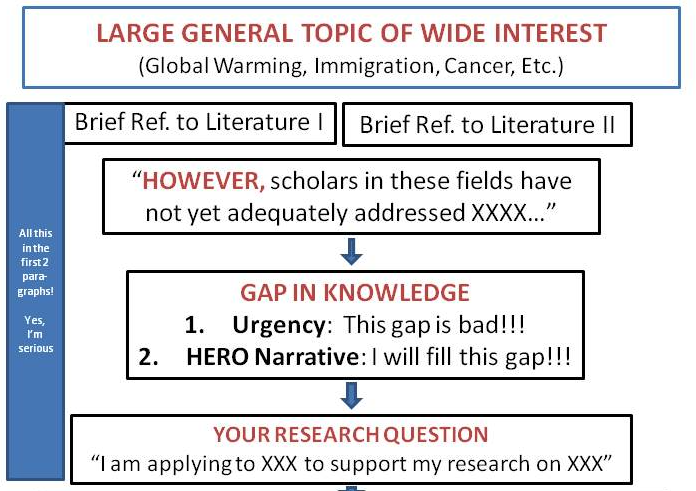 LARGE GENERAL TOPIC OF WIDE INTEREST
(Global Warming, Immigration, Cancer, Etc.)
Brief Ref. to Literature I
Brief Ref. to Literature II
“HOWEVER, scholars in these fields have
not yet adequately addressed XXXX...”
All this
in the
first 2
para-
graphs!
Yes,
I’m
serious
GAP IN KNOWLEDGE
1. Urgency: This gap is bad!!!
2. HERO Narrative: I will fill this gap!!!
YOUR RESEARCH QUESTION
“I am applying to XXX to support my research on XXX”